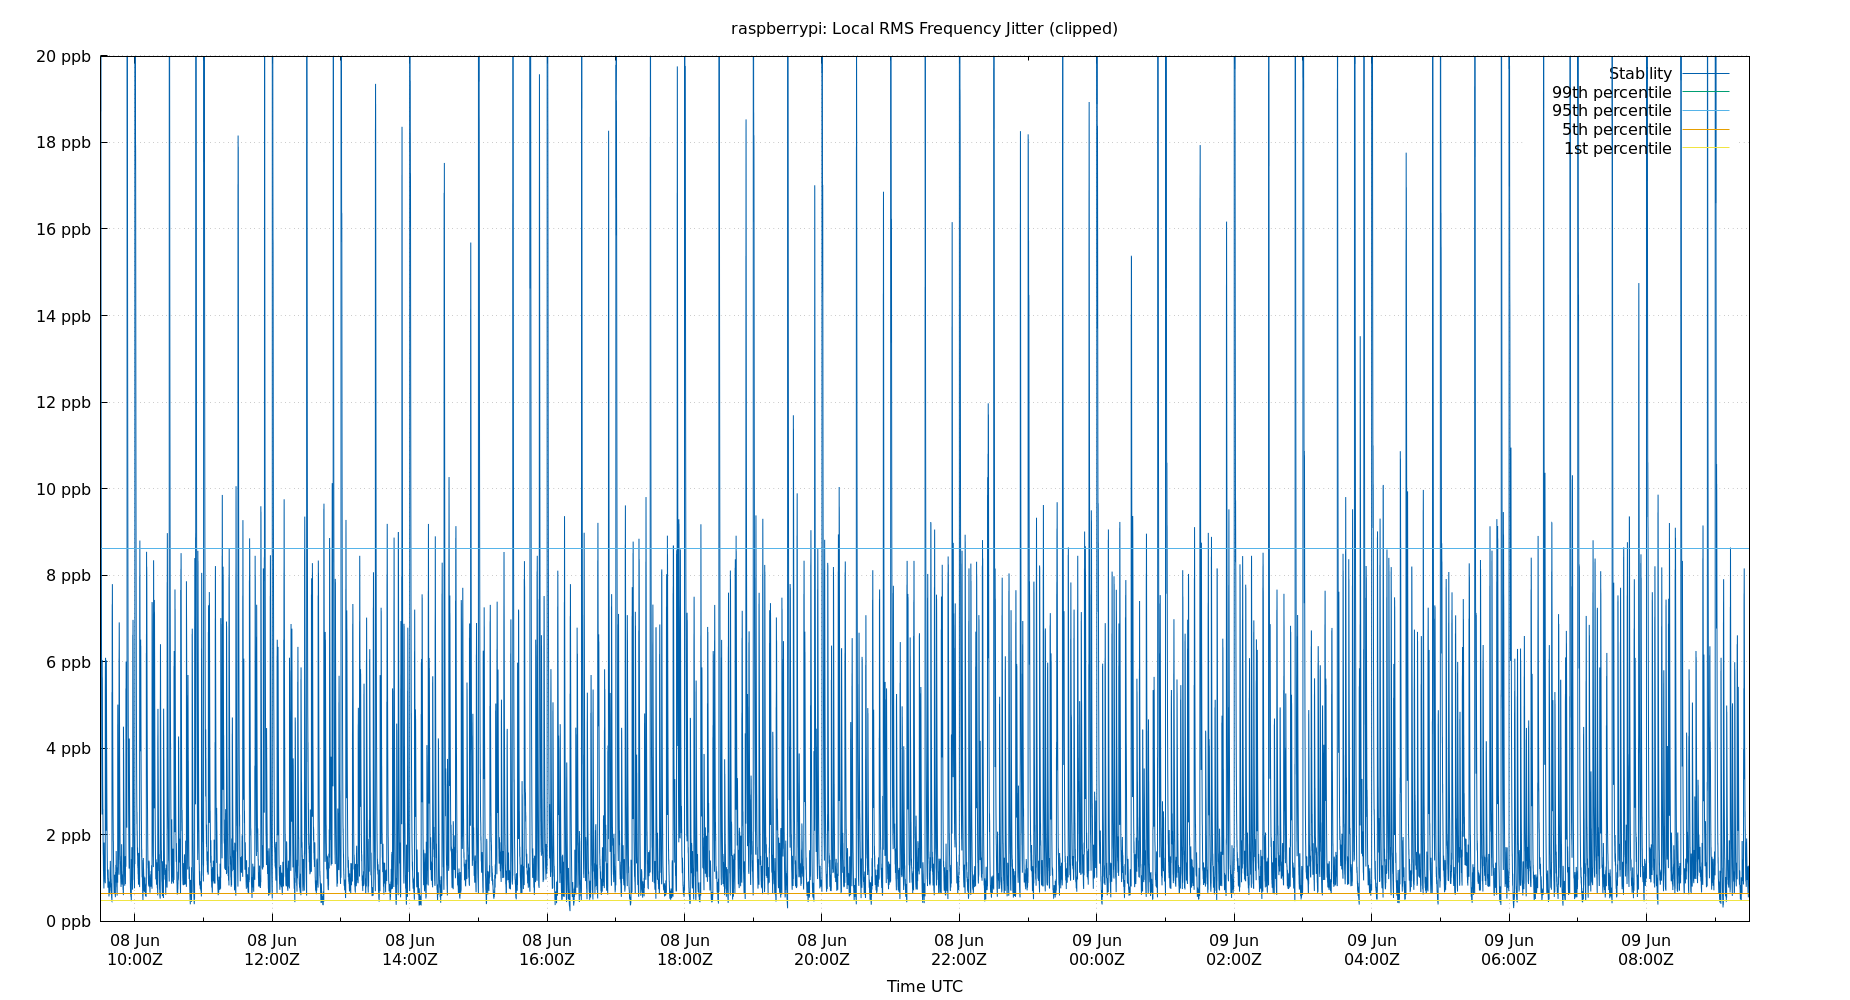 raspberrypi: Local RMS Frequency Jitter (clipped)
20 ppb
18 ppb
16 ppb
14 ppb
12 ppb
10 ppb
8 ppb
6 ppb
4 ppb
2 ppb
0 ppb
Stability
99th percentile
95th percentile
5th percentile
1st percentile
08 Jun 08 Jun 08 Jun 08 Jun 08 Jun 08 Jun 08 Jun 09 Jun 09 Jun 09 Jun 09 Jun 09 Jun
10:00Z 12:00Z 14:00Z 16:00Z 18:00Z 20:00Z 22:00Z 00:00Z 02:00Z 04:00Z 06:00Z 08:00Z
Time UTC